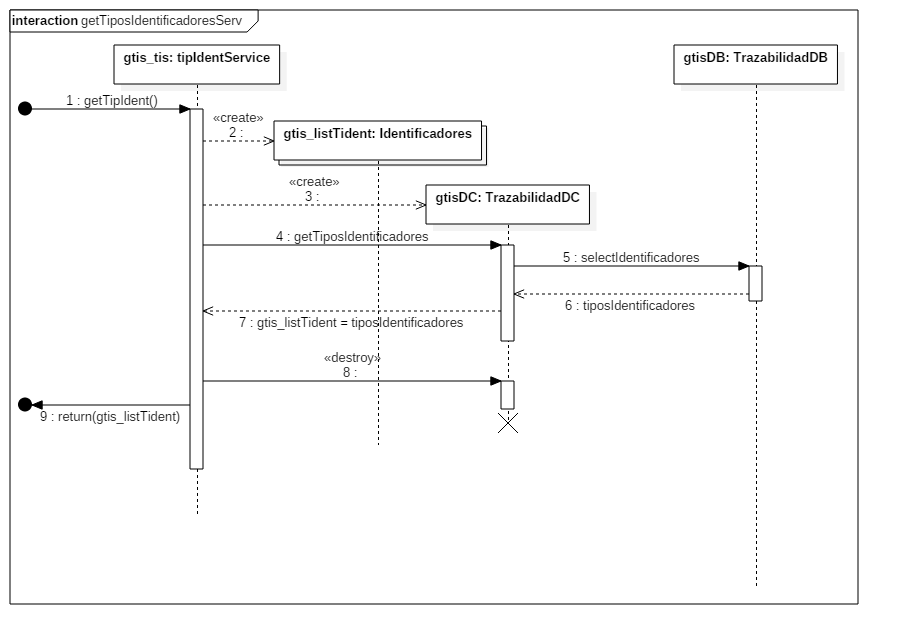 interaction getTiposIdentificadoresServ
gtis_tis: tipIdentService
gtisDB: TrazabilidadDB
1 : getTipIdent()
«create»
2 :
gtis_listTident: Identificadores
«create»
3 :
gtisDC: TrazabilidadDC
4 : getTiposIdentificadores
5 : selectIdentificadores
6 : tiposIdentificadores
7 : gtis_listTident = tiposIdentificadores
«destroy»
8 :
9 : return(gtis_listTident)